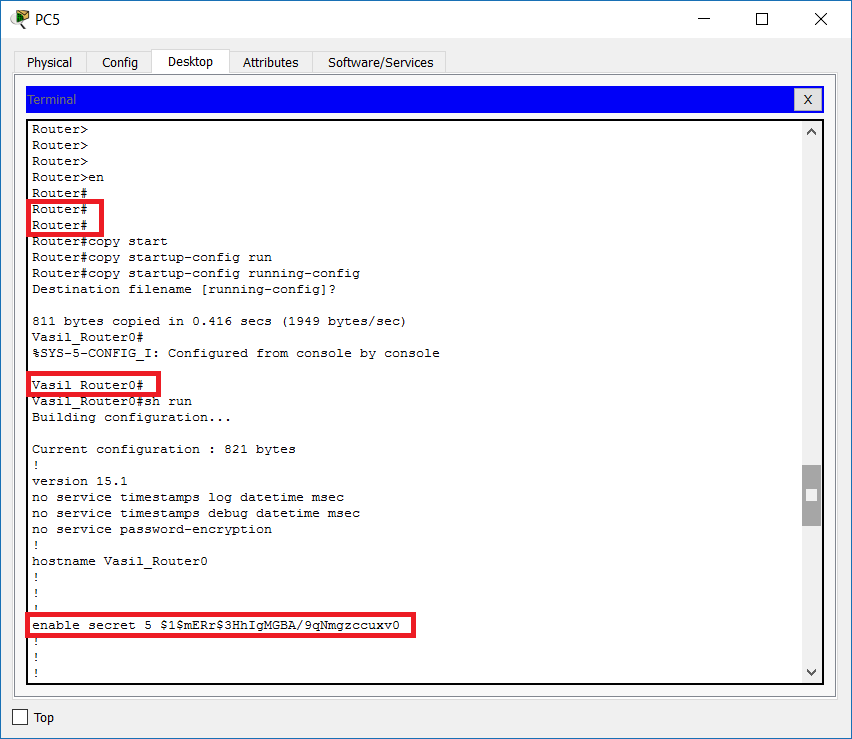 PC5
Physical Config Desktop Attributes Software/Services
Terminal X
Router>
Router>
Router>
Router>en
Router#
Router#
Router#
Router#copy start
Router#copy startup-config run
Router#copy startup-config running-config
Destination filename [running-config]?
811 bytes copied in 0.416 secs (1949 bytes/sec)
Vasil_Router0#
%SYS-5-CONFIG_I: Configured from console by console
Vasil_Router0#
Vasil_Router0#sh run
Building configuration...
Current configuration : 821 bytes
!
version 15.1
no service timestamps log datetime msec
no service timestamps debug datetime msec
no service password-encryption
!
hostname Vasil_Router0
!
!
!
enable secret 5 $1$mERr$3HhIgMGBA/9qNmgzccuxv0
!
!
!
Top